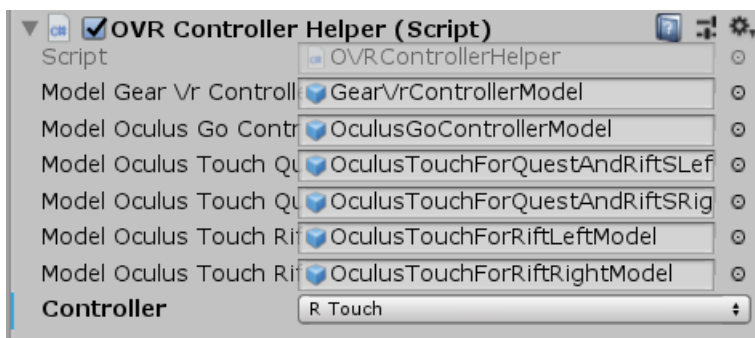 OVR Controller Helper (Script)
Script OVRControllerHelper
Model Gear Vr Controlle GearVrControllerModel
Model Oculus Go Contr OculusGoControllerModel
Model Oculus Touch Qu OculusTouchForQuestAndRiftSLef
Model Oculus Touch Qu OculusTouchForQuestAndRiftSRig
Model Oculus Touch Rif OculusTouchForRiftLeftModel
Model Oculus Touch Rif OculusTouchForRiftRightModel
Controller R Touch